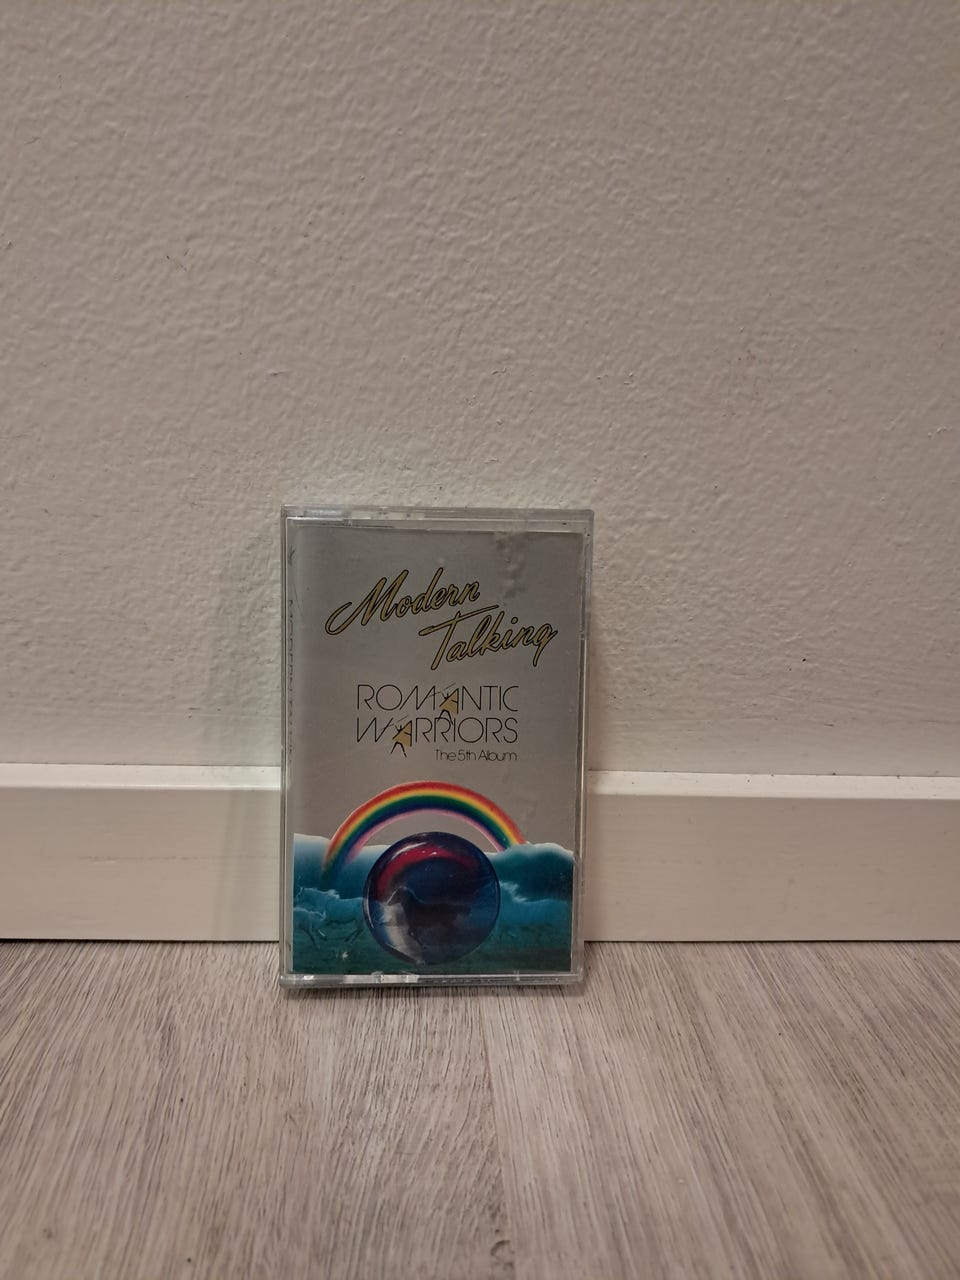 Modern
Talking
ROMANTIC
WARRIORS
The 5th Album